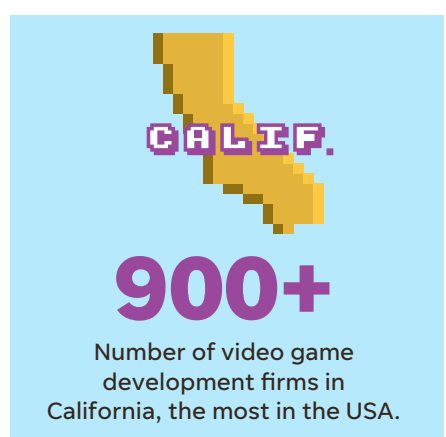 CALIF.
900+
Number of video game
development firms in
California, the most in the USA.